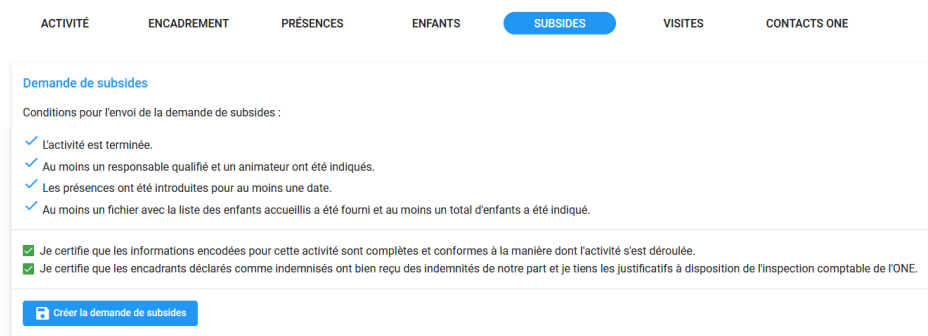 ACTIVITÉ ENCADREMENT PRÉSENCES ENFANTS SUBSIDES VISITES CONTACTS ONE
Demande de subsides
Conditions pour l'envoi de la demande de subsides :
L'activité est terminée.
Au moins un responsable qualifié et un animateur ont été indiqués.
Les présences ont été introduites pour au moins une date.
Au moins un fichier avec la liste des enfants accueillis a été fourni et au moins un total d'enfants a été indiqué.
Je certifie que les informations encodées pour cette activité sont complètes et conformes à la manière dont l'activité s'est déroulée.
Je certifie que les encadrants déclarés comme indemnisés ont bien reçu des indemnités de notre part et je tiens les justificatifs à disposition de l'inspection comptable de l'ONE.
Créer la demande de subsides